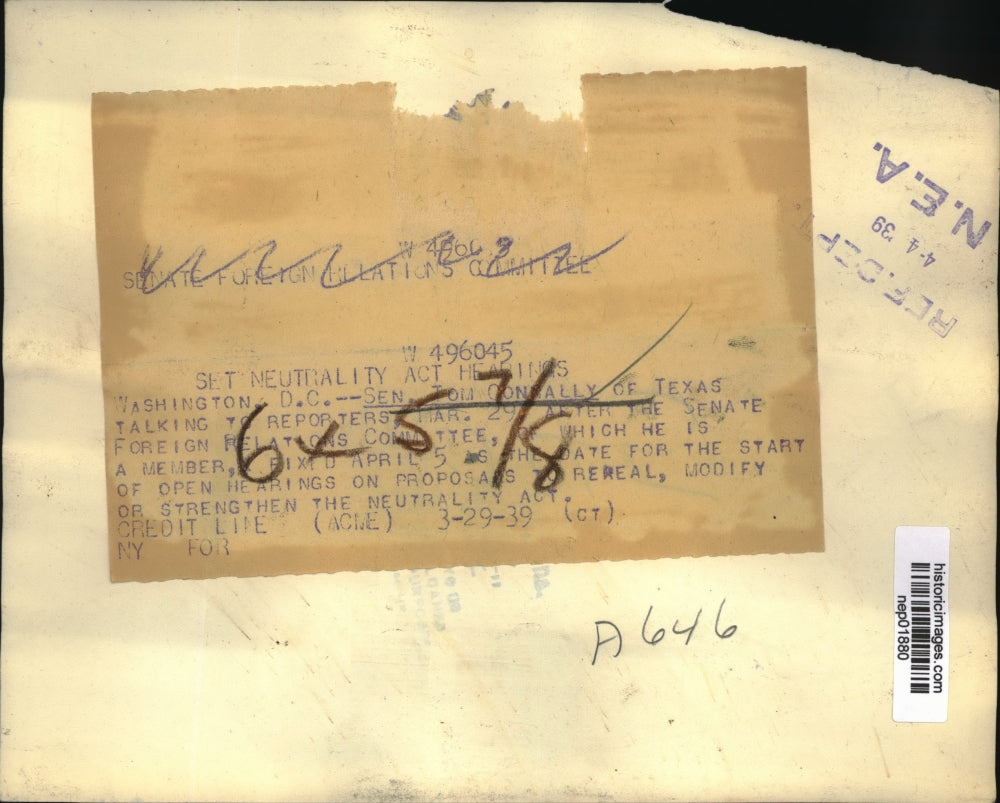 SENATE FOREIGN RELATIONS COMMITTEE
W 496045
SET NEUTRALITY ACT HEARINGS
WASHINGTON, D.C.--SEN. TOM CONNALLY OF TEXAS
TALKING TO REPORTERS MAR. 29 AFTER THE SENATE
FOREIGN RELATIONS COMMITTEE, OF WHICH HE IS
A MEMBER, FIXED APRIL 5 AS THE DATE FOR THE START
OF OPEN HEARINGS ON PROPOSALS TO REREAL, MODIFY
OR STRENGTHEN THE NEUTRALITY ACT.
CREDIT LINE (ACME) 3-29-39 (CT)
NY FOR
6 x 5 7/8
N.E.A.
4-4 '39
REF. DEPT
A646
historicimages.com
nep01880